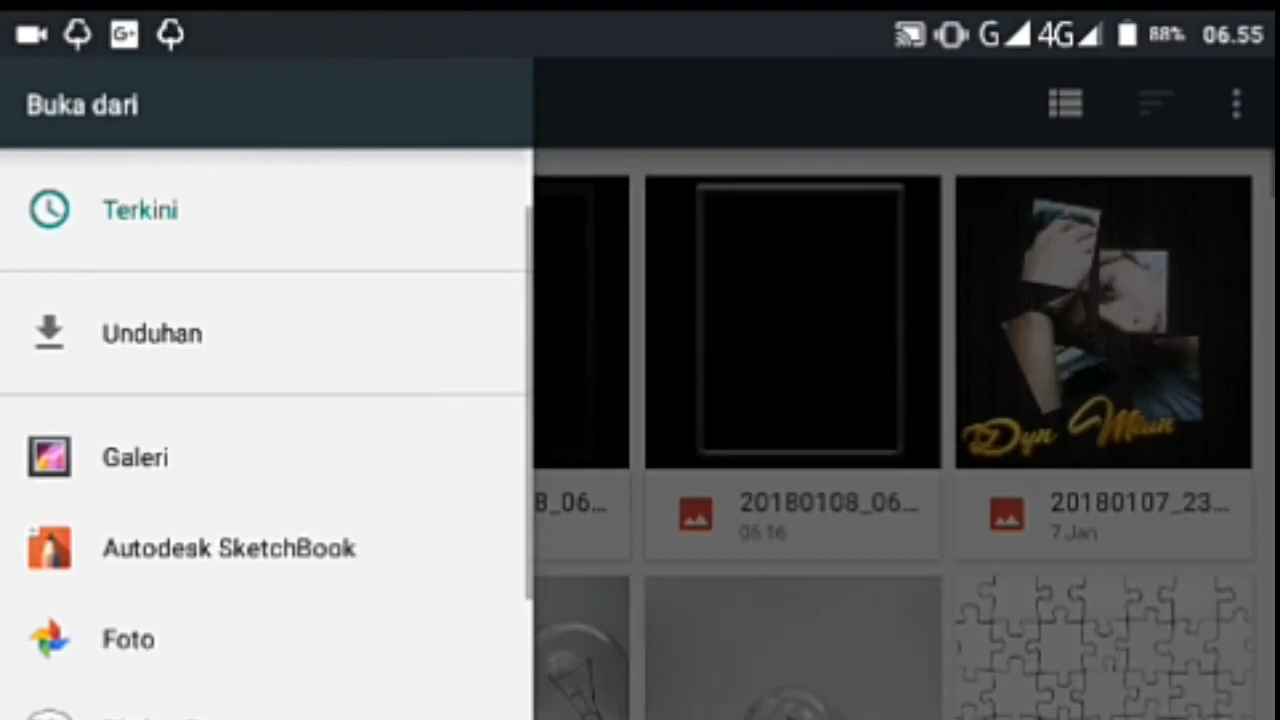 G+
G
4G
88%
06.55
Buka dari
Terkini
Unduhan
Galeri
Autodesk SketchBook
Foto
8_06...
20180108_06...
05.16
20180107_23...
7 Jan
Dyn Miun